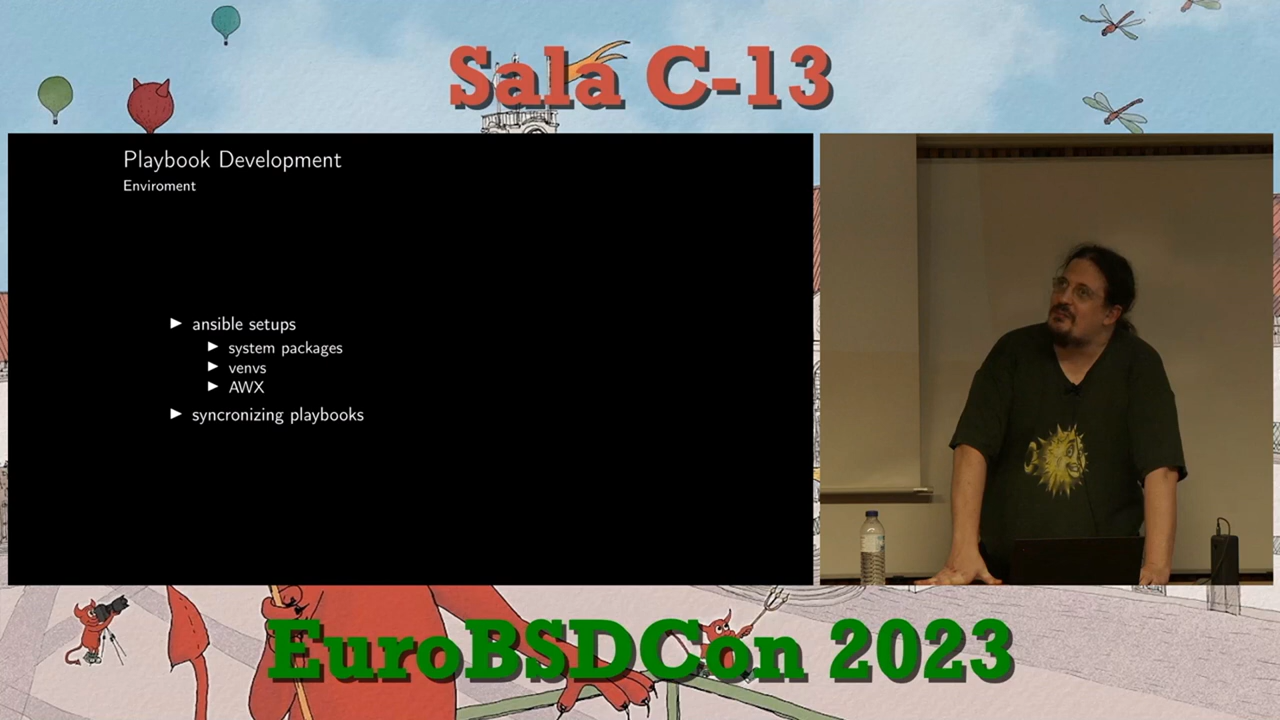 Sala C-13
Playbook Development
Enviroment
ansible setups
system packages
venvs
AWX
syncronizing playbooks
EuroBSDCon 2023